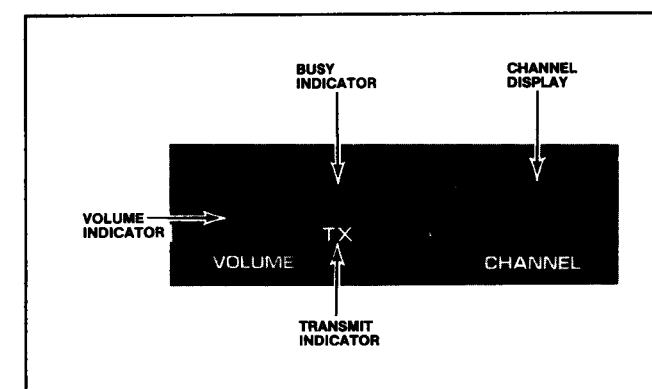 BUSY
INDICATOR
CHANNEL
DISPLAY
VOLUME
INDICATOR
TX
VOLUME
CHANNEL
TRANSMIT
INDICATOR